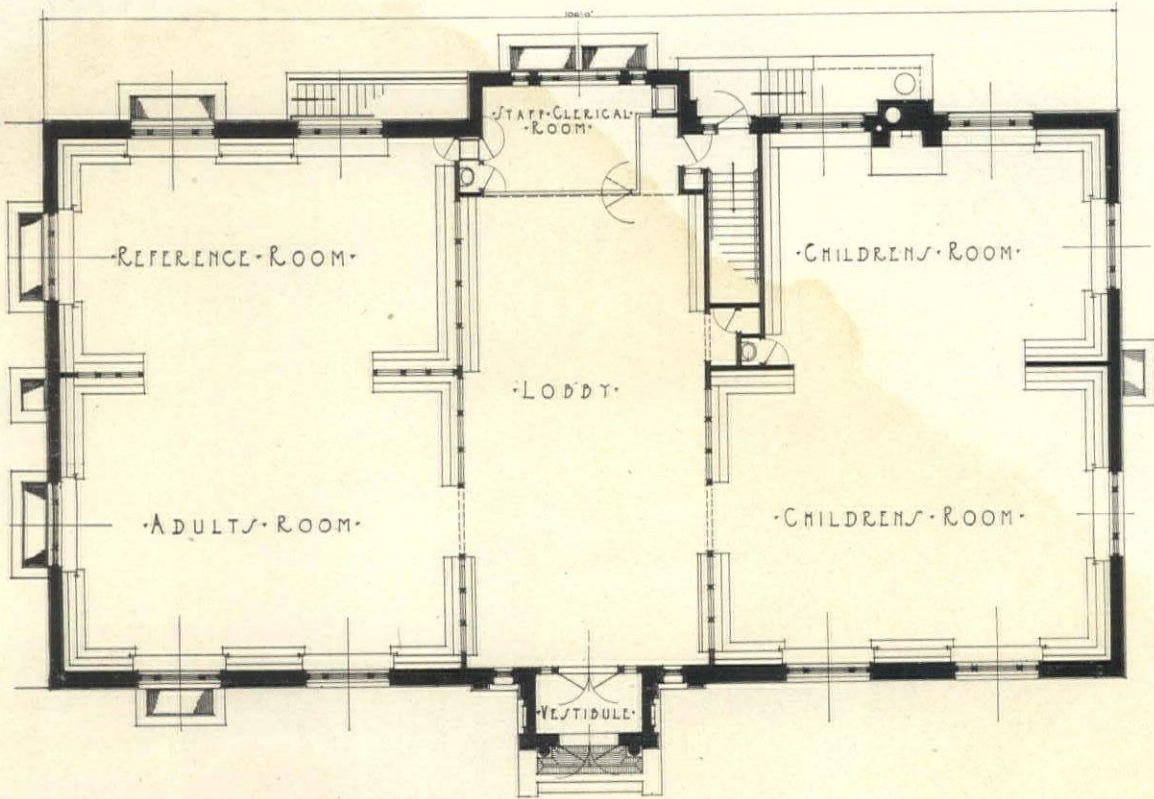 ·STAFF·CLERICAL·
·ROOM·
·REFERENCE·ROOM·
·CHILDRENS·ROOM·
·LOBBY·
·ADULTS·ROOM·
·CHILDRENS·ROOM·
·VESTIBULE·